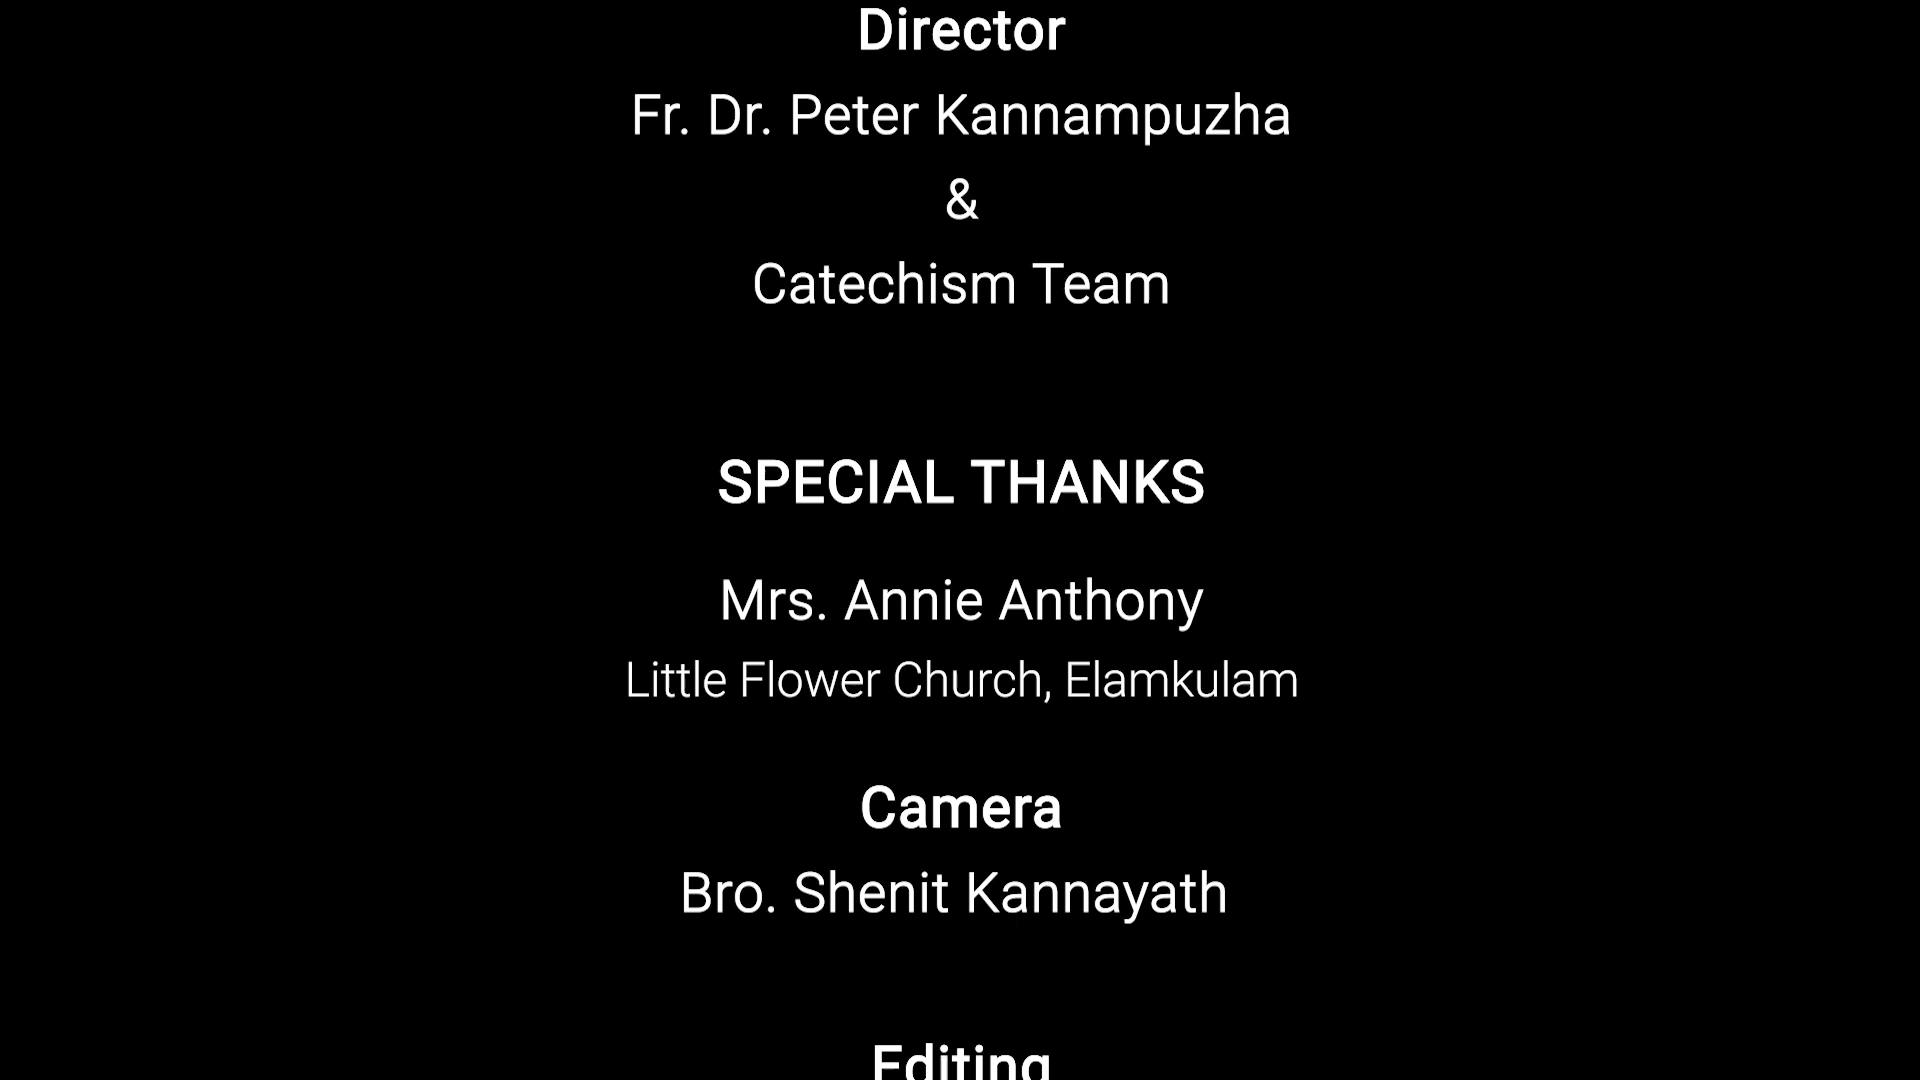 Director
Fr. Dr. Peter Kannampuzha
&
Catechism Team
SPECIAL THANKS
Mrs. Annie Anthony
Little Flower Church, Elamkulam
Camera
Bro. Shenit Kannayath
Editing